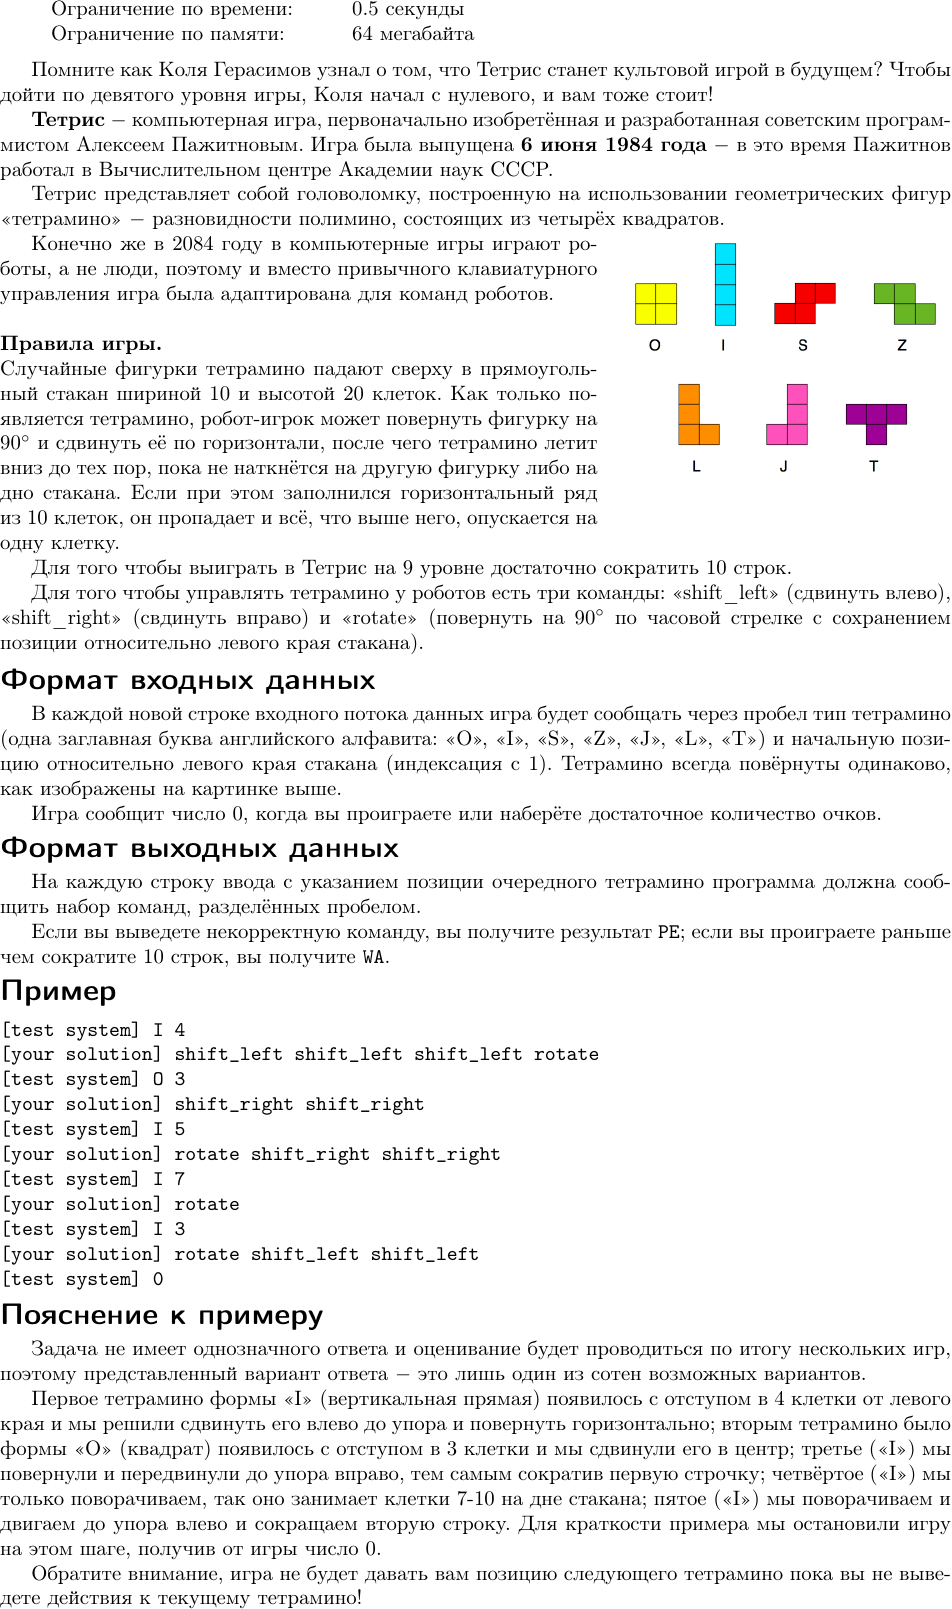 Ограничение по времени: 0.5 секунды
Ограничение по памяти: 64 мегабайта
Помните как Коля Герасимов узнал о том, что Тетрис станет культовой игрой в будущем? Чтобы
дойти по девятого уровня игры, Коля начал с нулевого, и вам тоже стоит!
Тетрис – компьютерная игра, первоначально изобретённая и разработанная советским програм-
мистом Алексеем Пажитновым. Игра была выпущена 6 июня 1984 года – в это время Пажитнов
работал в Вычислительном центре Академии наук СССР.
Тетрис представляет собой головоломку, построенную на использовании геометрических фигур
«тетрамино» – разновидности полимино, состоящих из четырёх квадратов.
Конечно же в 2084 году в компьютерные игры играют ро-
боты, а не люди, поэтому и вместо привычного клавиатурного
управления игра была адаптирована для команд роботов.
O I S Z
L J T
Правила игры.
Случайные фигурки тетрамино падают сверху в прямоуголь-
ный стакан шириной 10 и высотой 20 клеток. Как только по-
является тетрамино, робот-игрок может повернуть фигурку на
90° и сдвинуть её по горизонтали, после чего тетрамино летит
вниз до тех пор, пока не наткнётся на другую фигурку либо на
дно стакана. Если при этом заполнился горизонтальный ряд
из 10 клеток, он пропадает и всё, что выше него, опускается на
одну клетку.
Для того чтобы выиграть в Тетрис на 9 уровне достаточно сократить 10 строк.
Для того чтобы управлять тетрамино у роботов есть три команды: «shift_left» (сдвинуть влево),
«shift_right» (свдинуть вправо) и «rotate» (повернуть на 90° по часовой стрелке с сохранением
позиции относительно левого края стакана).
Формат входных данных
В каждой новой строке входного потока данных игра будет сообщать через пробел тип тетрамино
(одна заглавная буква английского алфавита: «O», «I», «S», «Z», «J», «L», «T») и начальную пози-
цию относительно левого края стакана (индексация с 1). Тетрамино всегда повёрнуты одинаково,
как изображены на картинке выше.
Игра сообщит число 0, когда вы проиграете или наберёте достаточное количество очков.
Формат выходных данных
На каждую строку ввода с указанием позиции очередного тетрамино программа должна сооб-
щить набор команд, разделённых пробелом.
Если вы выведете некорректную команду, вы получите результат PE; если вы проиграете раньше
чем сократите 10 строк, вы получите WA.
Пример
[test system] I 4
[your solution] shift_left shift_left shift_left rotate
[test system] O 3
[your solution] shift_right shift_right
[test system] I 5
[your solution] rotate shift_right shift_right
[test system] I 7
[your solution] rotate
[test system] I 3
[your solution] rotate shift_left shift_left
[test system] 0
Пояснение к примеру
Задача не имеет однозначного ответа и оценивание будет проводиться по итогу нескольких игр,
поэтому представленный вариант ответа – это лишь один из сотен возможных вариантов.
Первое тетрамино формы «I» (вертикальная прямая) появилось с отступом в 4 клетки от левого
края и мы решили сдвинуть его влево до упора и повернуть горизонтально; вторым тетрамино было
формы «O» (квадрат) появилось с отступом в 3 клетки и мы сдвинули его в центр; третье («I») мы
повернули и передвинули до упора вправо, тем самым сократив первую строчку; четвёртое («I») мы
только поворачиваем, так оно занимает клетки 7-10 на дне стакана; пятое («I») мы поворачиваем и
двигаем до упора влево и сокращаем вторую строку. Для краткости примера мы остановили игру
на этом шаге, получив от игры число 0.
Обратите внимание, игра не будет давать вам позицию следующего тетрамино пока вы не выве-
дете действия к текущему тетрамино!